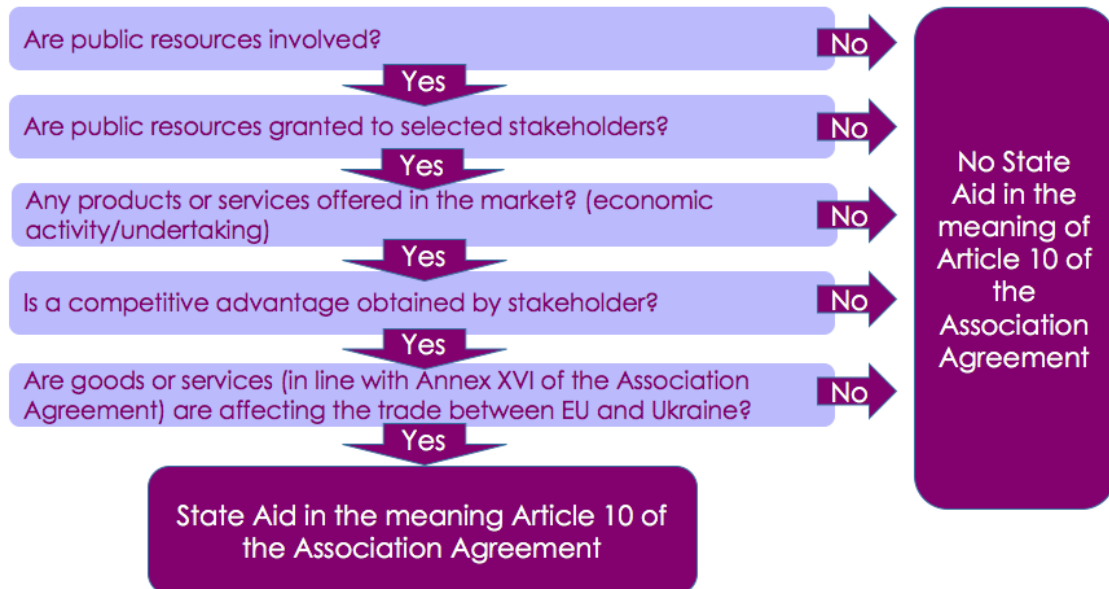 Are public resources involved?
No
Yes
Are public resources granted to selected stakeholders?
No
Yes
Any products or services offered in the market? (economic
activity/undertaking)
No
Yes
Is a competitive advantage obtained by stakeholder?
No
Yes
Are goods or services (in line with Annex XVI of the Association
Agreement) are affecting the trade between EU and Ukraine?
No
Yes
State Aid in the meaning Article 10 of
the Association Agreement
No State
Aid in the
meaning of
Article 10 of
the
Association
Agreement